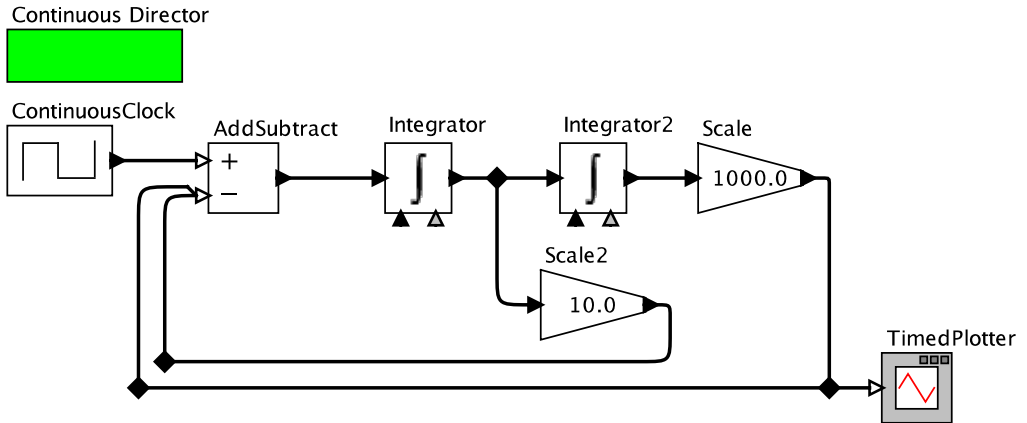 Continuous Director
ContinuousClock
AddSubtract
+
−
Integrator
∫
Integrator2
∫
Scale
1000.0
Scale2
10.0
TimedPlotter